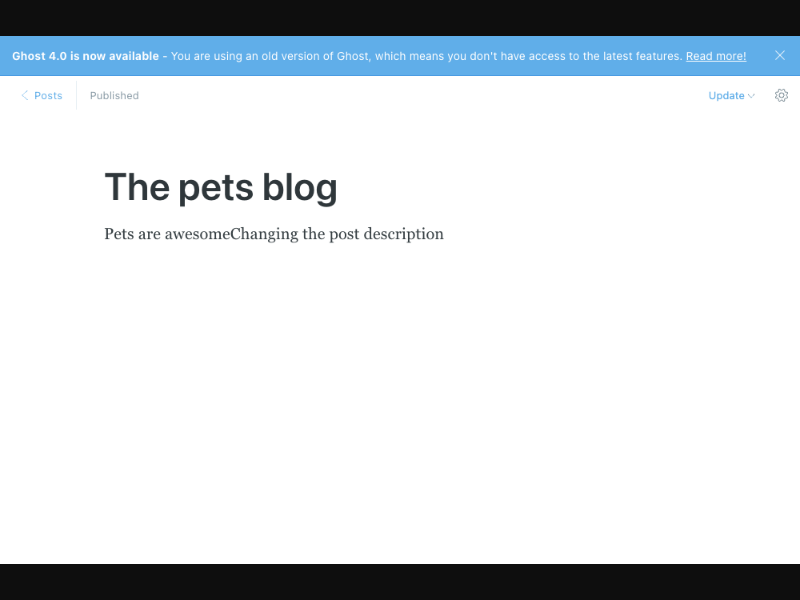 Ghost 4.0 is now available - You are using an old version of Ghost, which means you don't have access to the latest features. Read more!
Posts
Published
Update
The pets blog
Pets are awesomeChanging the post description